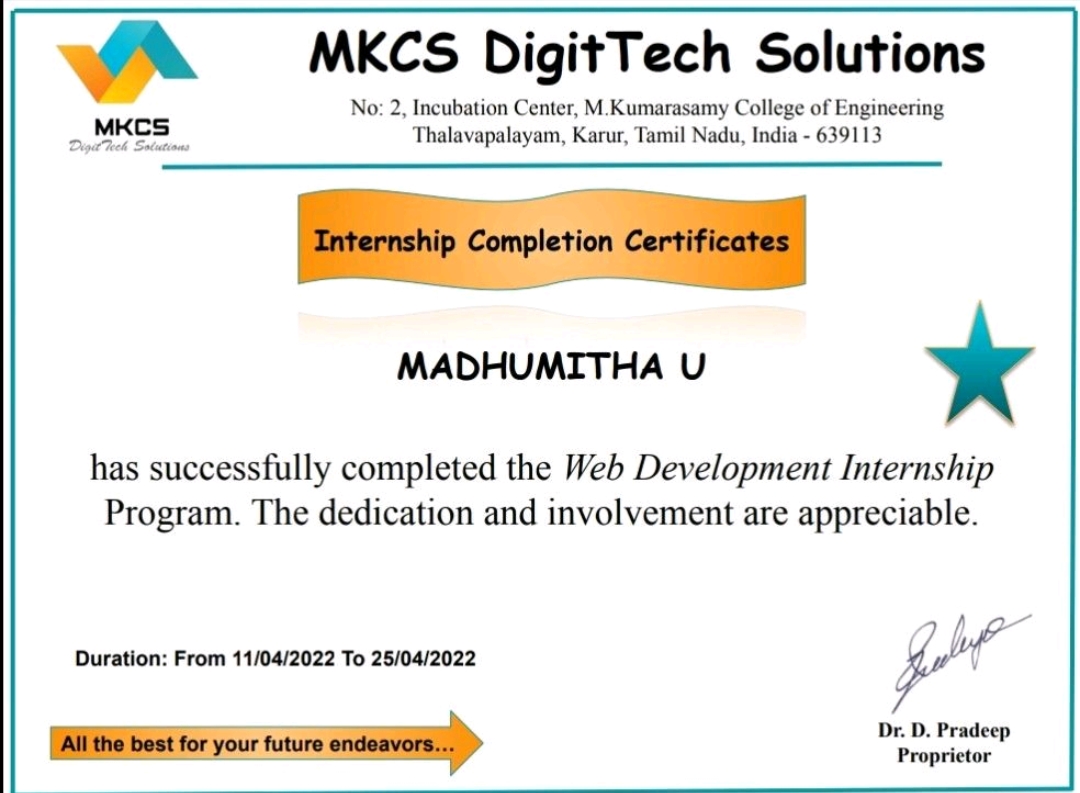 MKCS DigitTech Solutions
No: 2, Incubation Center, M.Kumarasamy College of Engineering
Thalavapalayam, Karur, Tamil Nadu, India - 639113
MKCS
Digit Tech Solutions
Internship Completion Certificates
MADHUMITHA U
has successfully completed the Web Development Internship
Program. The dedication and involvement are appreciable.
Duration: From 11/04/2022 To 25/04/2022
All the best for your future endeavors...
Dr. D. Pradeep
Proprietor